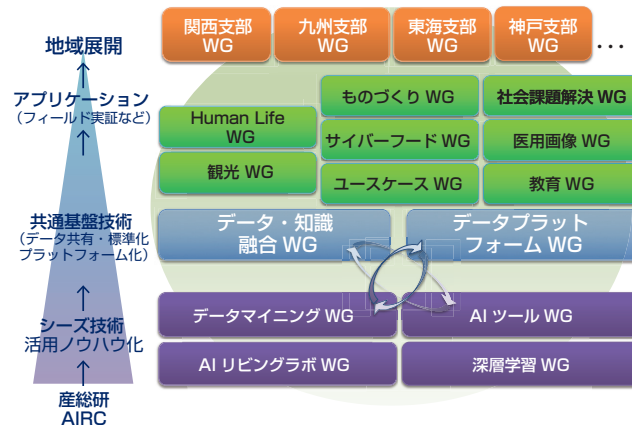 地域展開
アプリケーション
(フィールド実証など)
共通基盤技術
(データ共有・標準化
プラットフォーム化)
シーズ技術
活用ノウハウ化
産総研
AIRC
関西支部
WG
九州支部
WG
東海支部
WG
神戸支部
WG
...
Human Life
WG
観光 WG
ものづくり WG
サイバーフード WG
ユースケース WG
社会課題解決 WG
医用画像 WG
教育 WG
データ・知識
融合 WG
データプラット
フォーム WG
データマイニング WG
AI ツール WG
AI リビングラボ WG
深層学習 WG